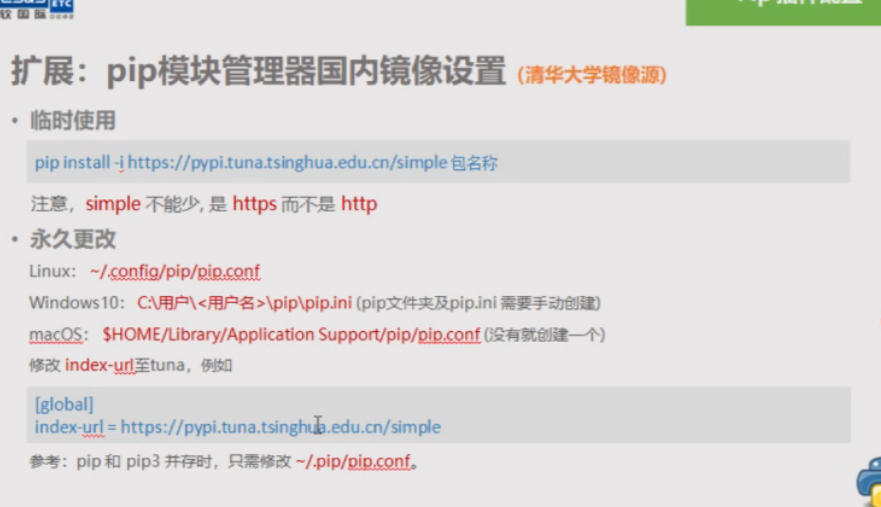 软国际
扩展：pip模块管理器国内镜像设置 (清华大学镜像源)
• 临时使用
pip install -i https://pypi.tuna.tsinghua.edu.cn/simple 包名称
注意，simple 不能少, 是 https 而不是 http
• 永久更改
Linux： ~/.config/pip/pip.conf
Windows10： C:\用户\<用户名>\pip\pip.ini (pip文件夹及pip.ini 需要手动创建)
macOS： $HOME/Library/Application Support/pip/pip.conf (没有就创建一个)
修改 index-url至tuna，例如
[global]
index-url = https://pypi.tuna.tsinghua.edu.cn/simple
参考：pip 和 pip3 并存时，只需修改 ~/.pip/pip.conf。